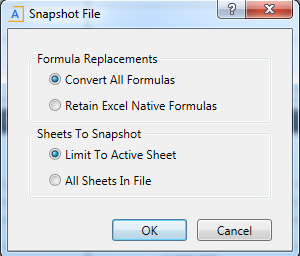 A Snapshot File
?
Formula Replacements
Convert All Formulas
Retain Excel Native Formulas
Sheets To Snapshot
Limit To Active Sheet
All Sheets In File
OK Cancel